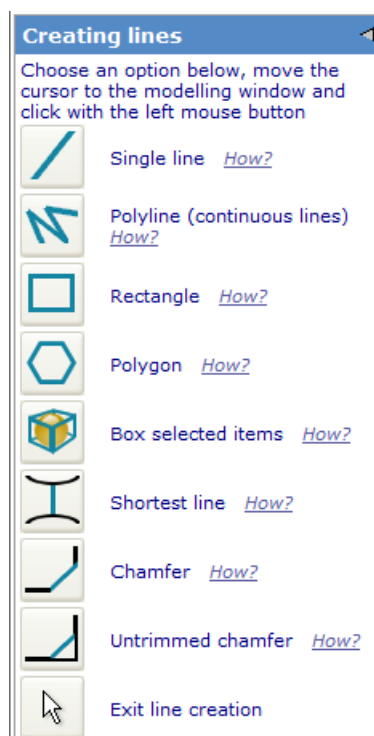 Creating lines
Choose an option below, move the
cursor to the modelling window and
click with the left mouse button
Single line How?
Polyline (continuous lines)
How?
Rectangle How?
Polygon How?
Box selected items How?
Shortest line How?
Chamfer How?
Untrimmed chamfer How?
Exit line creation